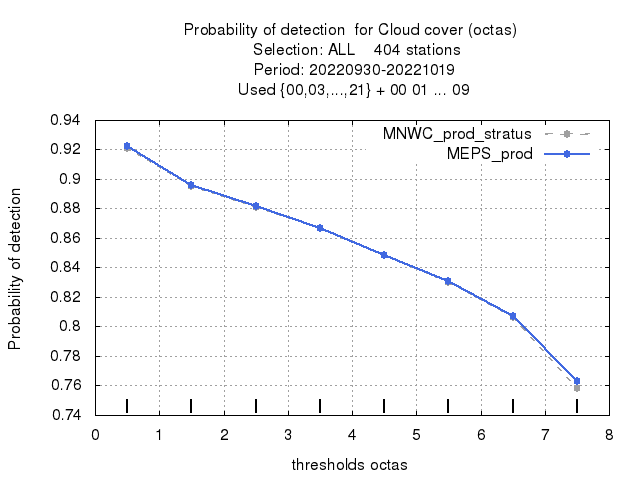 Probability of detection  for Cloud cover (octas)
Selection: ALL    404 stations
Period: 20220930-20221019
Used {00,03,...,21} + 00 01 ... 09
MNWC_prod_stratus
MEPS_prod
Probability of detection
0.94
0.92
0.9
0.88
0.86
0.84
0.82
0.8
0.78
0.76
0.74
0 1 2 3 4 5 6 7 8
thresholds octas